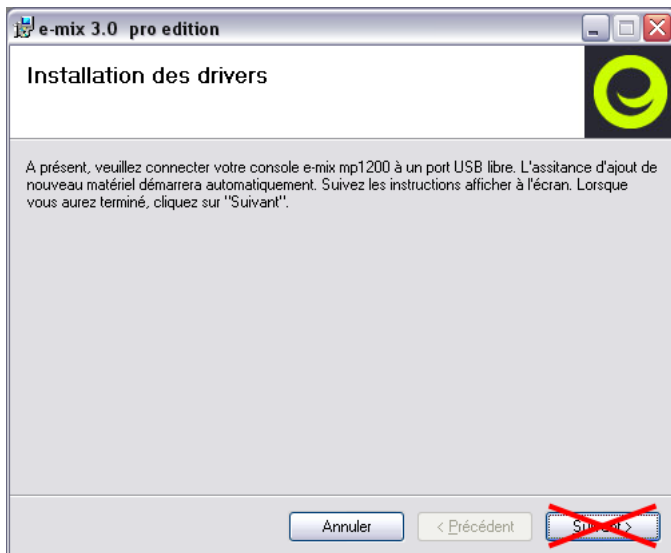 e-mix 3.0 pro edition
Installation des drivers
A présent, veuillez connecter votre console e-mix mp1200 à un port USB libre. L'assitance d'ajout de
nouveau matériel démarrera automatiquement. Suivez les instructions afficher à l'écran. Lorsque
vous aurez terminé, cliquez sur "Suivant".
Annuler
< Précédent
Suivant >